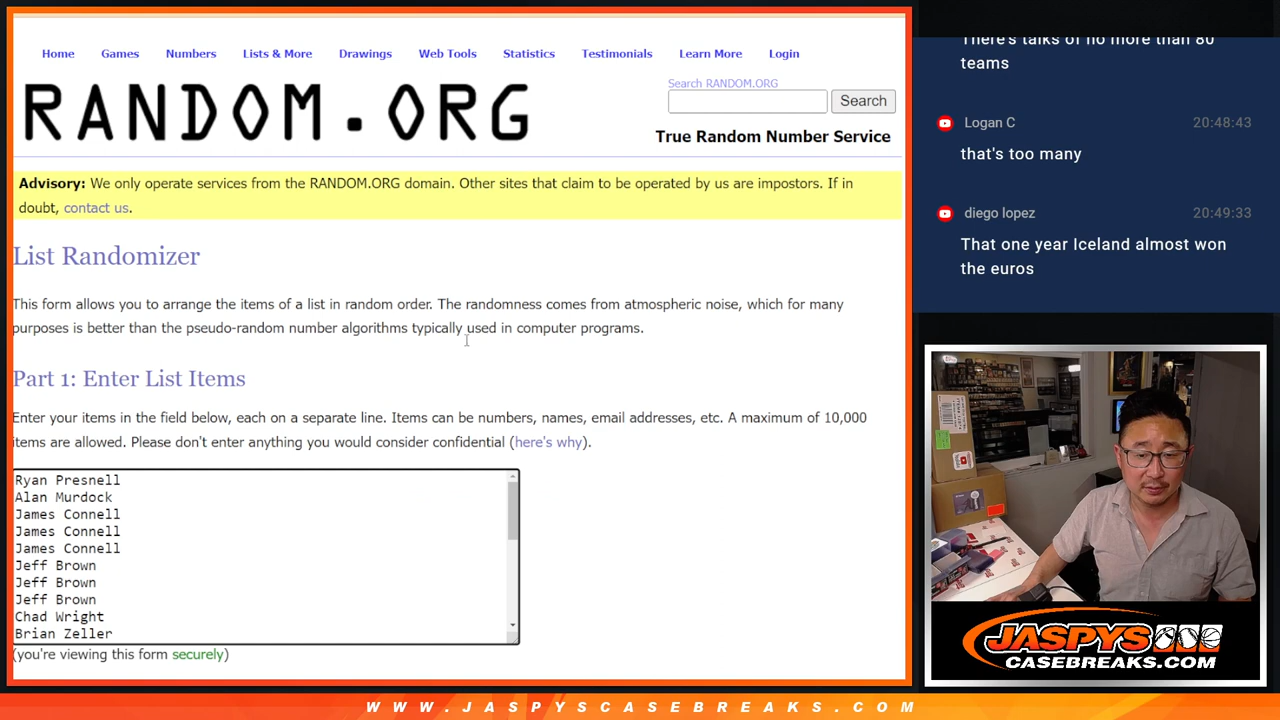 Home Games Numbers Lists & More Drawings Web Tools Statistics Testimonials Learn More Login
RANDOM.ORG
Search RANDOM.ORG
Search
True Random Number Service
Advisory: We only operate services from the RANDOM.ORG domain. Other sites that claim to be operated by us are impostors. If in
doubt, contact us.
List Randomizer
This form allows you to arrange the items of a list in random order. The randomness comes from atmospheric noise, which for many
purposes is better than the pseudo-random number algorithms typically used in computer programs.
Part 1: Enter List Items
Enter your items in the field below, each on a separate line. Items can be numbers, names, email addresses, etc. A maximum of 10,000
items are allowed. Please don't enter anything you would consider confidential (here's why).
Ryan Presnell
Alan Murdock
James Connell
James Connell
James Connell
Jeff Brown
Jeff Brown
Jeff Brown
Chad Wright
Brian Zeller
(you're viewing this form securely)
There's talks of no more than 80
teams
Logan C 20:48:43
that's too many
diego lopez 20:49:33
That one year Iceland almost won
the euros
JASPYS
CASEBREAKS.COM
WWW.JASPYSCASEBREAKS.COM